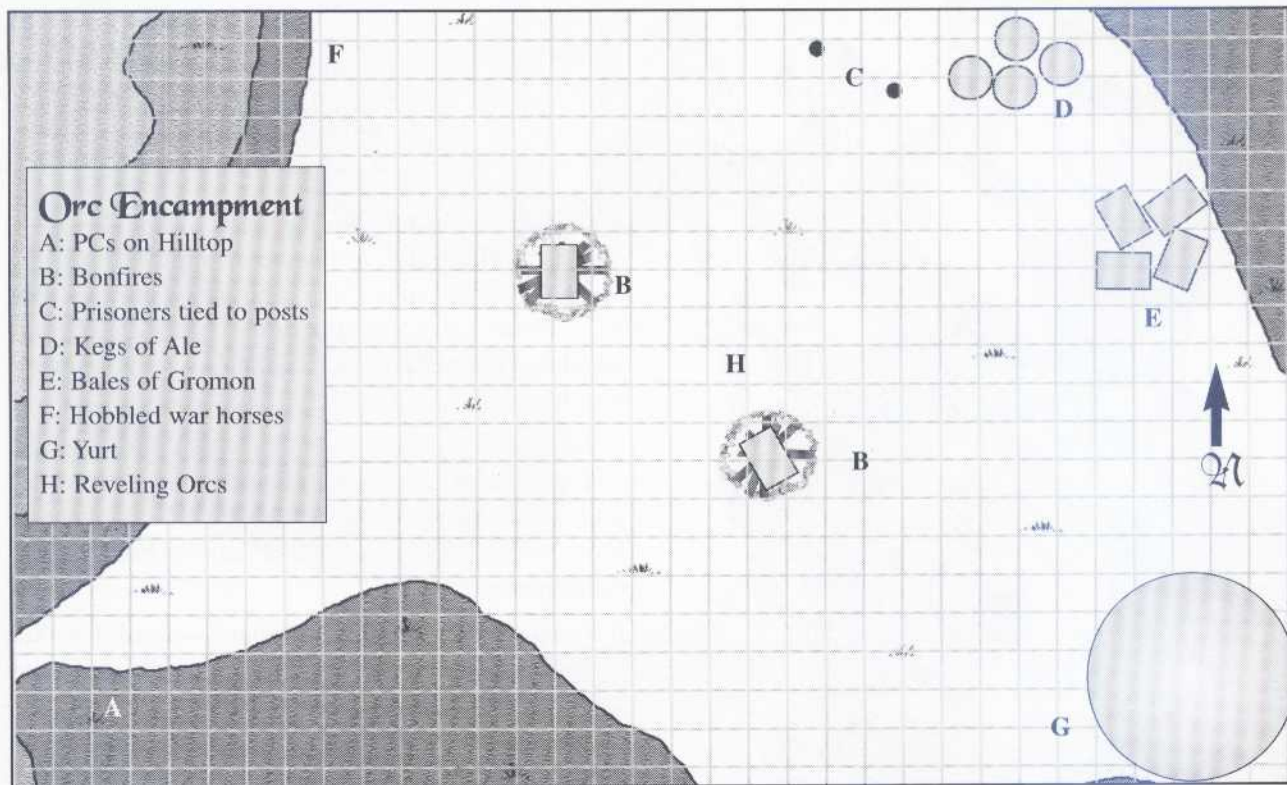 F
C
D
Orc Encampment
A: PCs on Hilltop
B: Bonfires
C: Prisoners tied to posts
D: Kegs of Ale
E: Bales of Gromon
F: Hobbled war horses
G: Yurt
H: Reveling Orcs
B
E
H
B
N
A
G